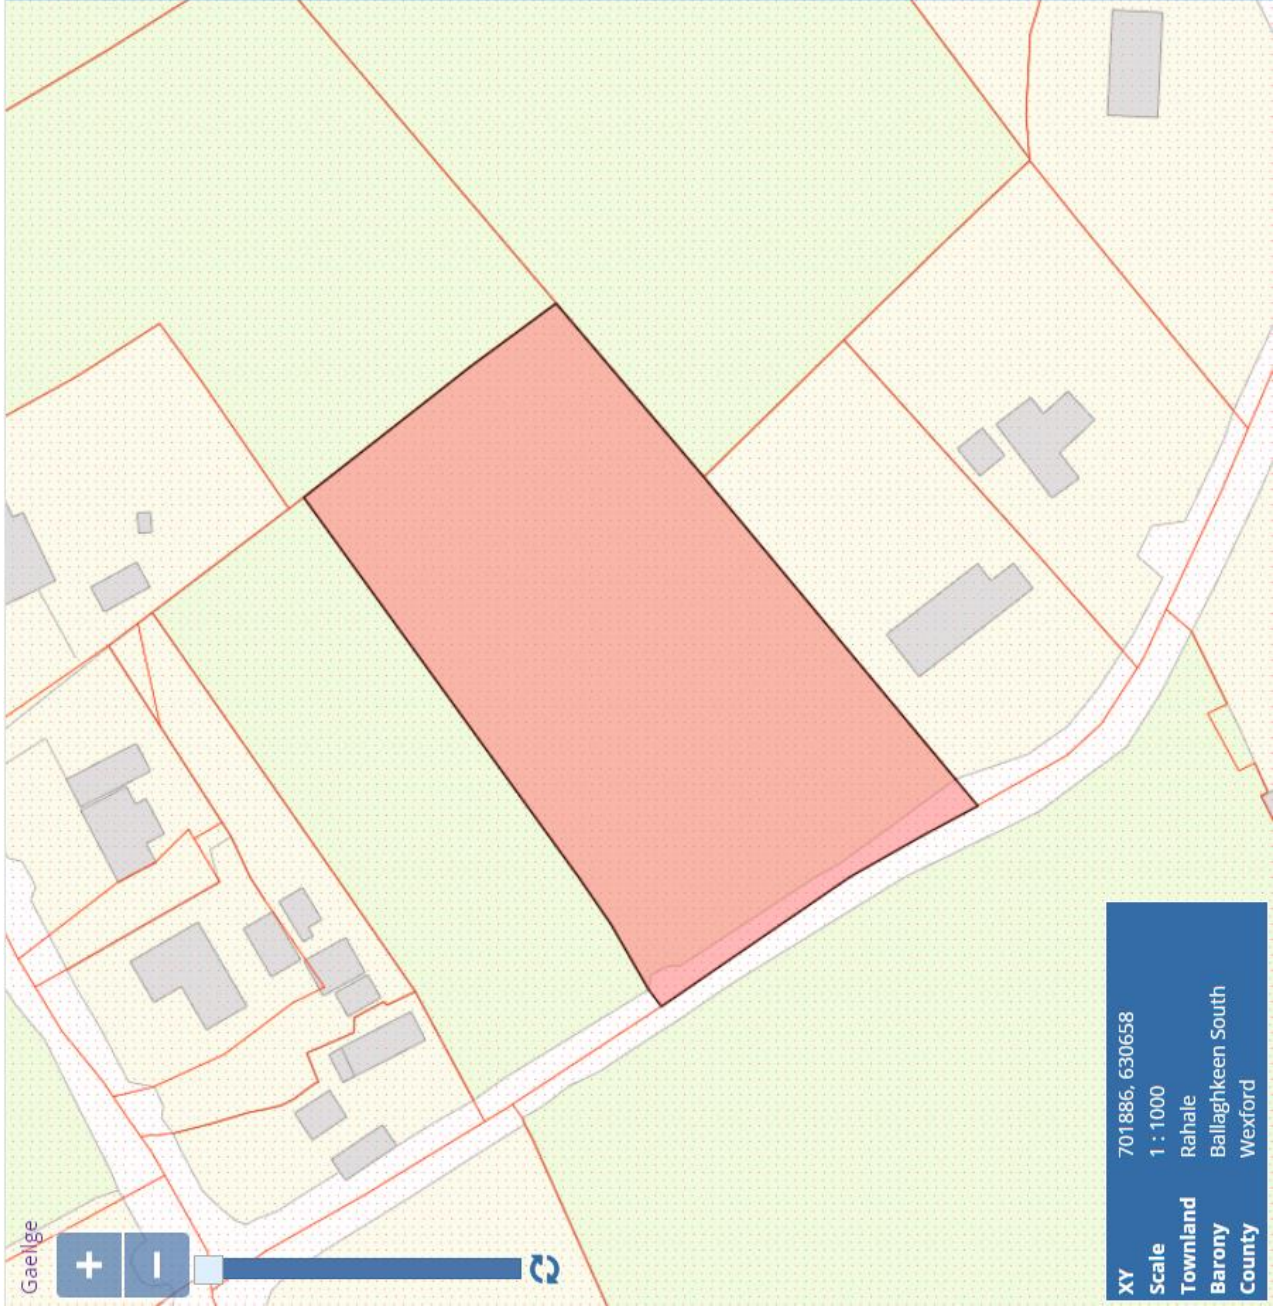 Gaeilge
+
−
XY 701886, 630658
Scale 1 : 1000
Townland Rahale
Barony Ballaghkeen South
County Wexford